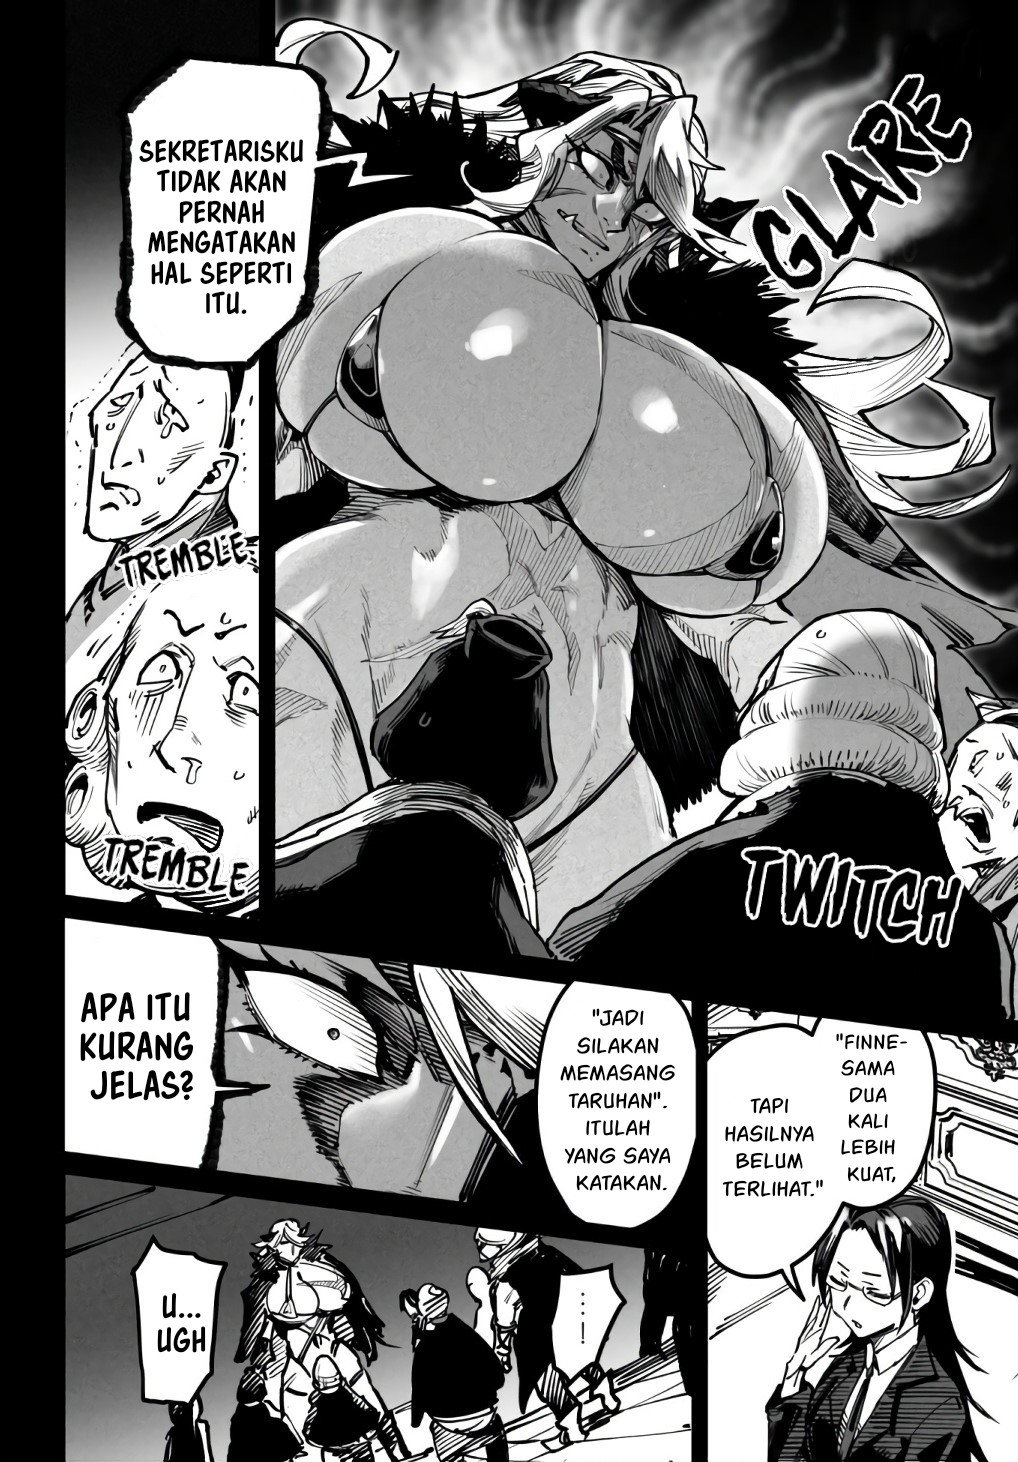 SEKRETARISKU
TIDAK AKAN
PERNAH
MENGATAKAN
HAL SEPERTI
ITU.
GLARE
TREMBLE
TREMBLE
TWITCH
"FINNE-
SAMA
DUA
KALI
LEBIH
KUAT,
TAPI
HASILNYA
BELUM
TERLIHAT."
"JADI
SILAKAN
MEMASANG
TARUHAN".
ITULAH
YANG SAYA
KATAKAN.
APA ITU
KURANG
JELAS?
......!
U...
UGH